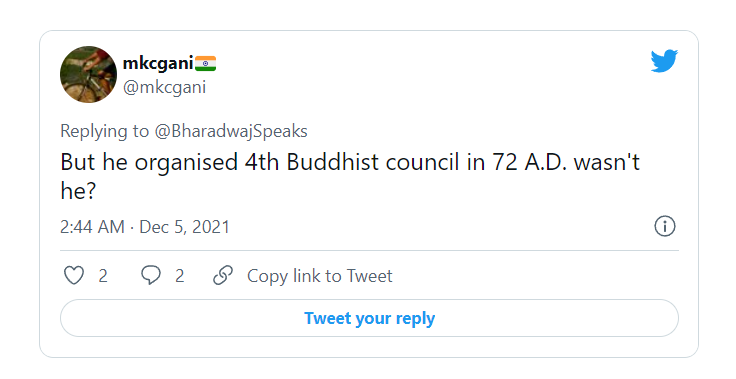 mkcgani🇮🇳
@mkcgani
Replying to @BharadwajSpeaks
But he organised 4th Buddhist council in 72 A.D. wasn't
he?
2:44 AM · Dec 5, 2021
2 2 Copy link to Tweet
Tweet your reply